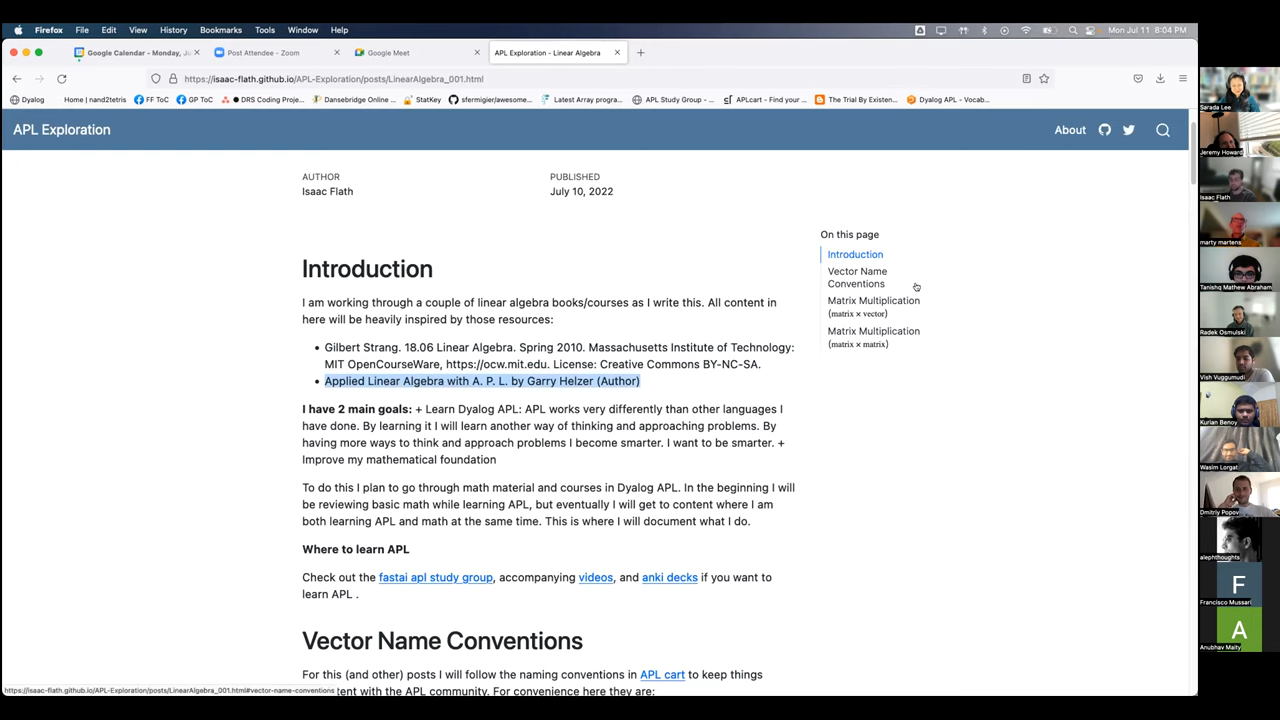 Firefox File Edit View History Bookmarks Tools Window Help
Mon Jul 11 8:04 PM
Google Calendar - Monday, Ju
Post Attendee - Zoom
Google Meet
APL Exploration - Linear Algebra
https://isaac-flath.github.io/APL-Exploration/posts/LinearAlgebra_001.html
Dyalog
Home | nand2tetris
FF ToC
GP ToC
DRS Coding Proje...
Dansebridge Online ...
StatKey
sfermigier/awesome...
Latest Array progra...
APL Study Group - ...
APLcart - Find your ...
The Trial By Existen...
Dyalog APL - Vocab...
APL Exploration
About
AUTHOR
Isaac Flath
PUBLISHED
July 10, 2022
On this page
Introduction
Vector Name
Conventions
Matrix Multiplication
(matrix × vector)
Matrix Multiplication
(matrix × matrix)
Introduction
I am working through a couple of linear algebra books/courses as I write this. All content in
here will be heavily inspired by those resources:
• Gilbert Strang. 18.06 Linear Algebra. Spring 2010. Massachusetts Institute of Technology:
MIT OpenCourseWare, https://ocw.mit.edu. License: Creative Commons BY-NC-SA.
• Applied Linear Algebra with A. P. L. by Garry Helzer (Author)
I have 2 main goals: + Learn Dyalog APL: APL works very differently than other languages I
have done. By learning it I will learn another way of thinking and approaching problems. By
having more ways to think and approach problems I become smarter. I want to be smarter. +
Improve my mathematical foundation
To do this I plan to go through math material and courses in Dyalog APL. In the beginning I will
be reviewing basic math while learning APL, but eventually I will get to content where I am
both learning APL and math at the same time. This is where I will document what I do.
Where to learn APL
Check out the fastai apl study group, accompanying videos, and anki decks if you want to
learn APL .
Vector Name Conventions
For this (and other) posts I will follow the naming conventions in APL cart to keep things
tent with the APL community. For convenience here they are:
https://isaac-flath.github.io/APL-Exploration/posts/LinearAlgebra_001.html#vector-name-conventions
Sarada Lee
Jeremy Howard
Isaac Flath
marty martens
Tanishq Mathew Abraham
Radek Osmulski
Vish Vuggumudi
Kurian Benoy
Wasim Lorgat
Dmitriy Popov
alephthoughts
F
Francisco Mussari
A
Anubhav Maity